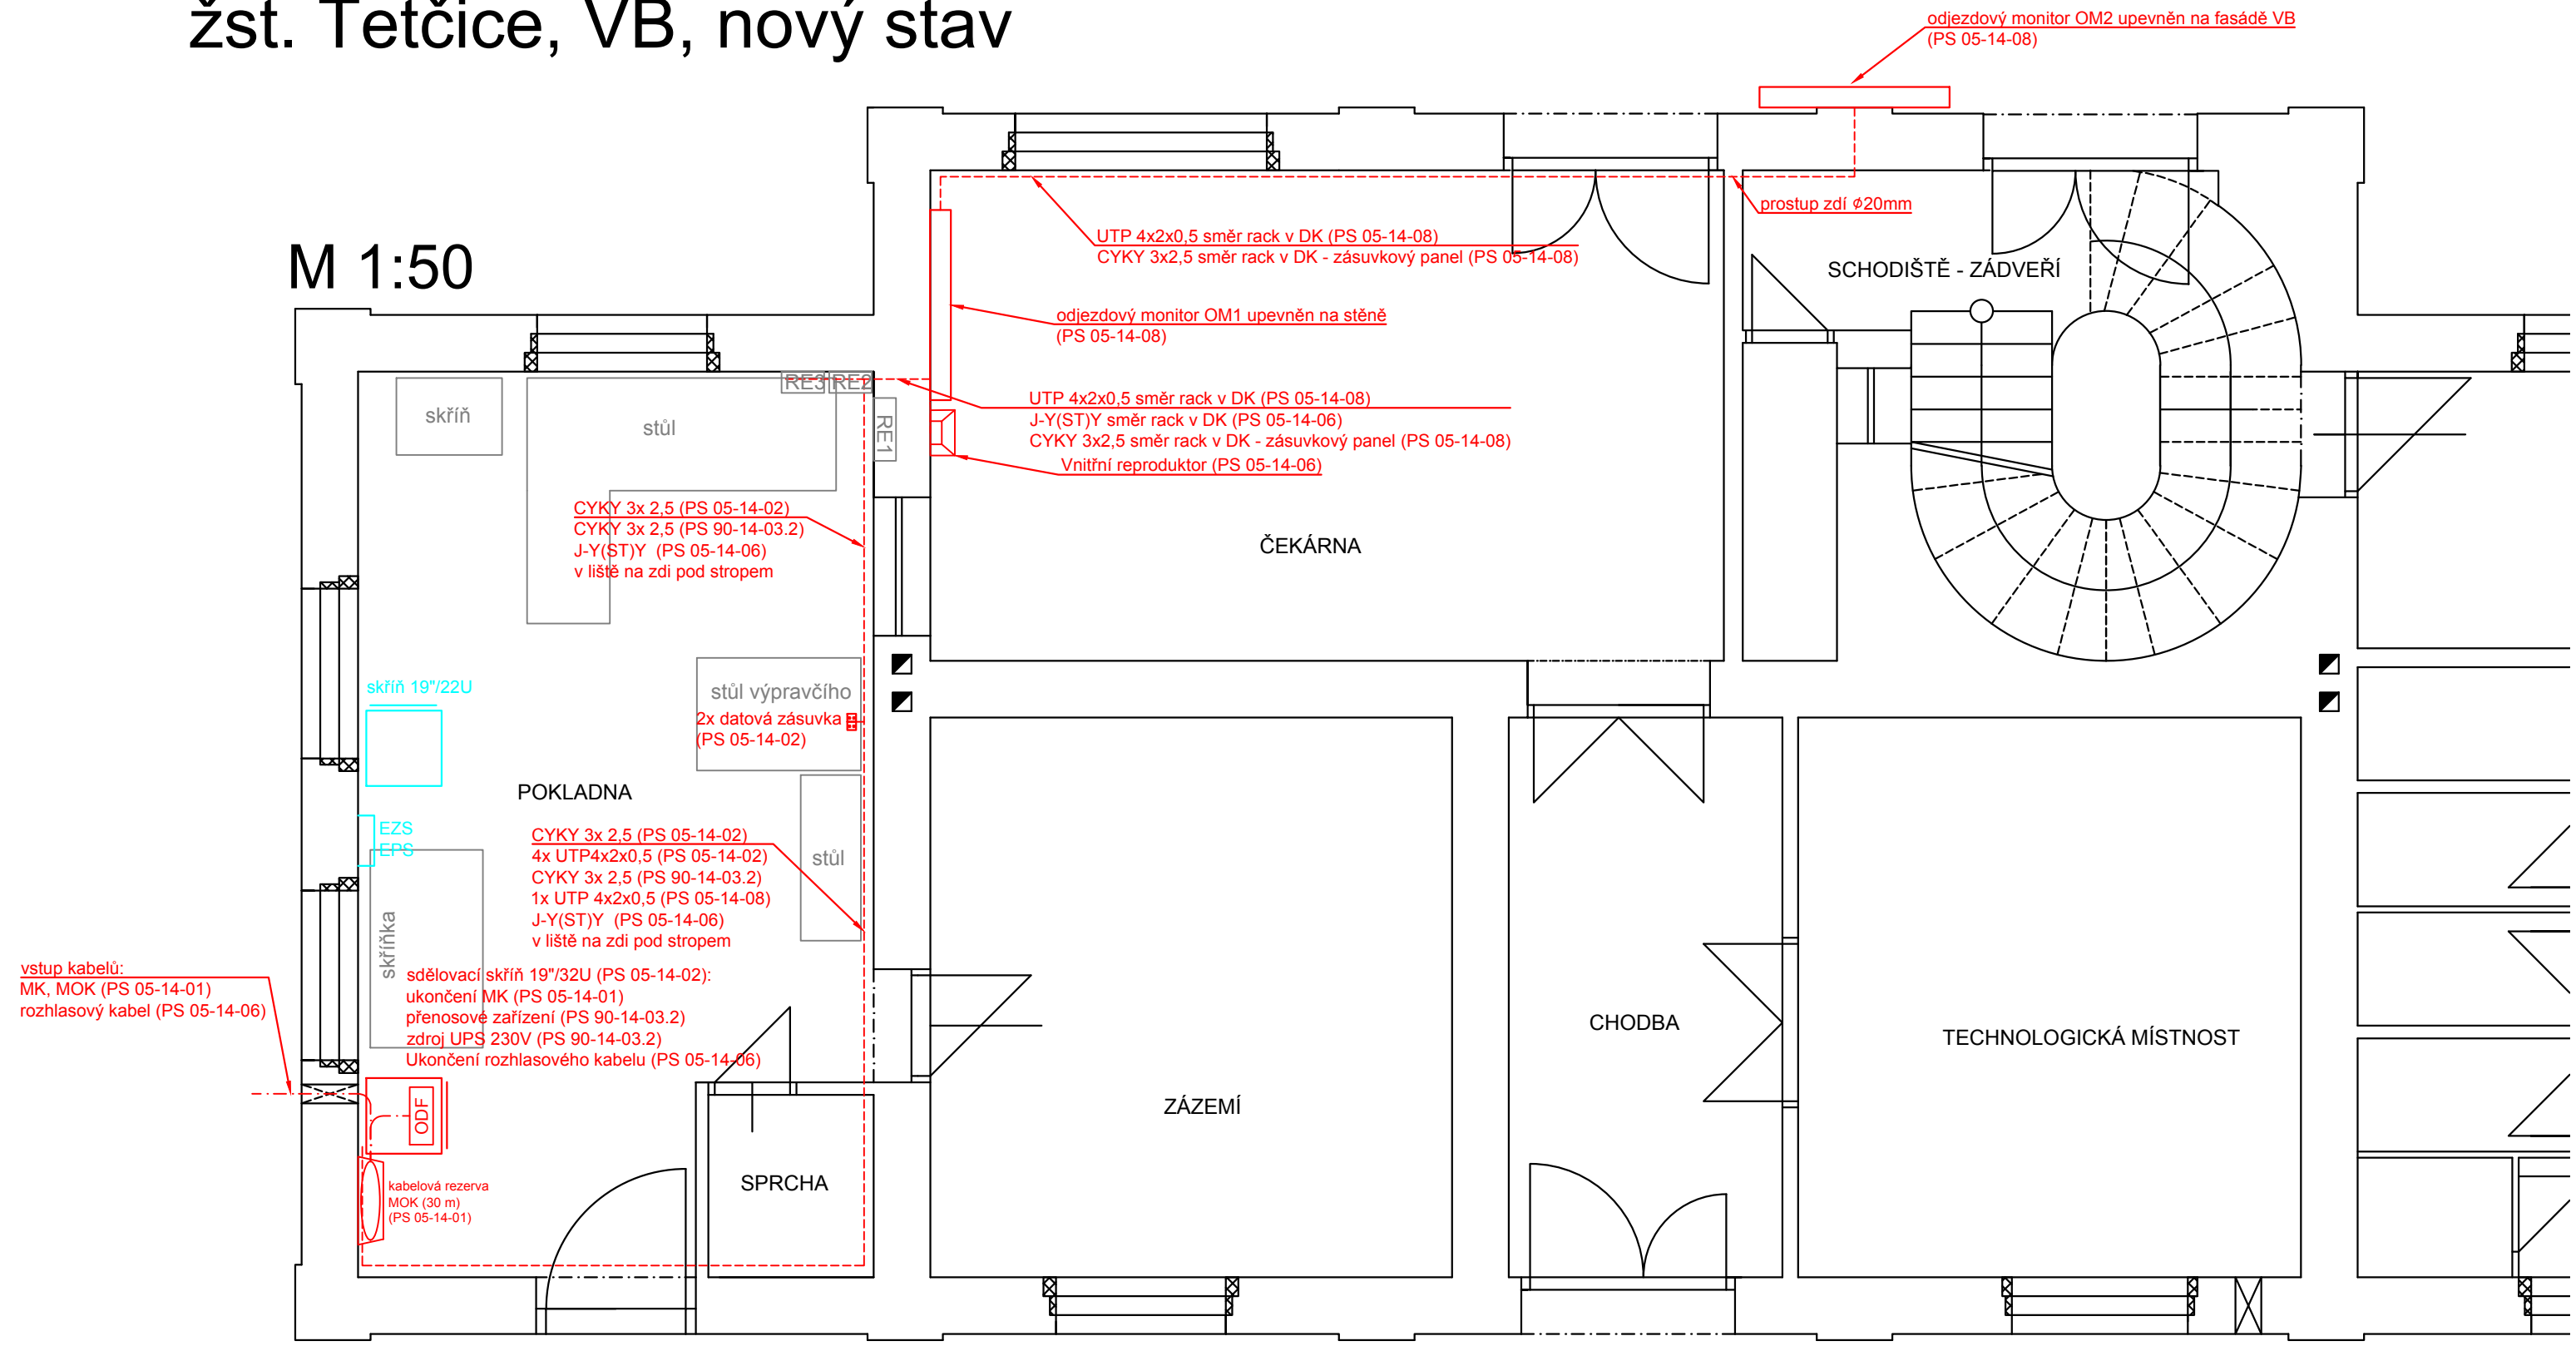 žst. Tetčice, VB, nový stav
odjezdový monitor OM2 upevněn na fasádě VB
(PS 05-14-08)
M 1:50
prostup zdí ⌀20mm
UTP 4x2x0,5 směr rack v DK (PS 05-14-08)
CYKY 3x2,5 směr rack v DK - zásuvkový panel (PS 05-14-08)
SCHODIŠTĚ - ZÁDVEŘÍ
odjezdový monitor OM1 upevněn na stěně
(PS 05-14-08)
RE3 RE2
RE1
skříň
stůl
UTP 4x2x0,5 směr rack v DK (PS 05-14-08)
J-Y(ST)Y směr rack v DK (PS 05-14-06)
CYKY 3x2,5 směr rack v DK - zásuvkový panel (PS 05-14-08)
Vnitřní reproduktor (PS 05-14-06)
CYKY 3x 2,5 (PS 05-14-02)
CYKY 3x 2,5 (PS 90-14-03.2)
J-Y(ST)Y (PS 05-14-06)
v liště na zdi pod stropem
ČEKÁRNA
skříň 19"/22U
stůl výpravčího
2x datová zásuvka
(PS 05-14-02)
POKLADNA
EZS
EPS
CYKY 3x 2,5 (PS 05-14-02)
4x UTP4x2x0,5 (PS 05-14-02)
CYKY 3x 2,5 (PS 90-14-03.2)
1x UTP 4x2x0,5 (PS 05-14-08)
J-Y(ST)Y (PS 05-14-06)
v liště na zdi pod stropem
stůl
skříňka
vstup kabelů:
MK, MOK (PS 05-14-01)
rozhlasový kabel (PS 05-14-06)
sdělovací skříň 19"/32U (PS 05-14-02):
ukončení MK (PS 05-14-01)
přenosové zařízení (PS 90-14-03.2)
zdroj UPS 230V (PS 90-14-03.2)
Ukončení rozhlasového kabelu (PS 05-14-06)
CHODBA
TECHNOLOGICKÁ MÍSTNOST
ZÁZEMÍ
ODF
SPRCHA
kabelová rezerva
MOK (30 m)
(PS 05-14-01)